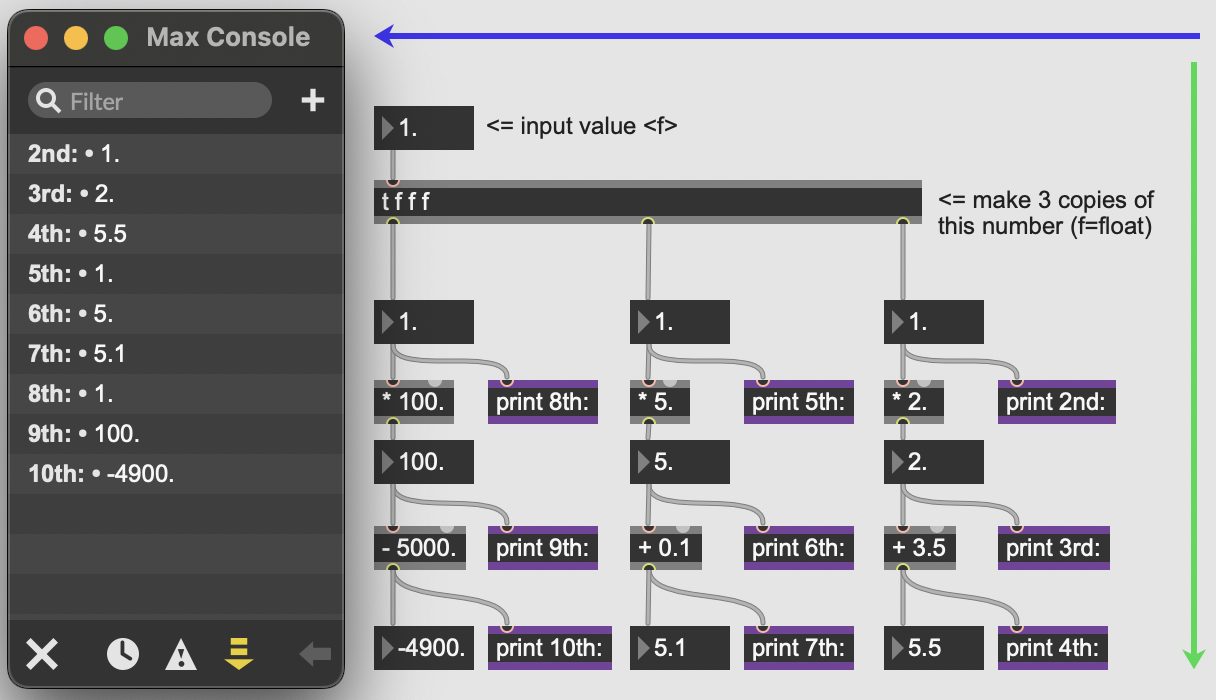 Max Console
Filter
2nd: • 1.
3rd: • 2.
4th: • 5.5
5th: • 1.
6th: • 5.
7th: • 5.1
8th: • 1.
9th: • 100.
10th: • -4900.
1.
<= input value <f>
t f f f
<= make 3 copies of
this number (f=float)
1.
1.
1.
* 100.
print 8th:
* 5.
print 5th:
* 2.
print 2nd:
100.
5.
2.
- 5000.
print 9th:
+ 0.1
print 6th:
+ 3.5
print 3rd:
-4900.
print 10th:
5.1
print 7th:
5.5
print 4th: